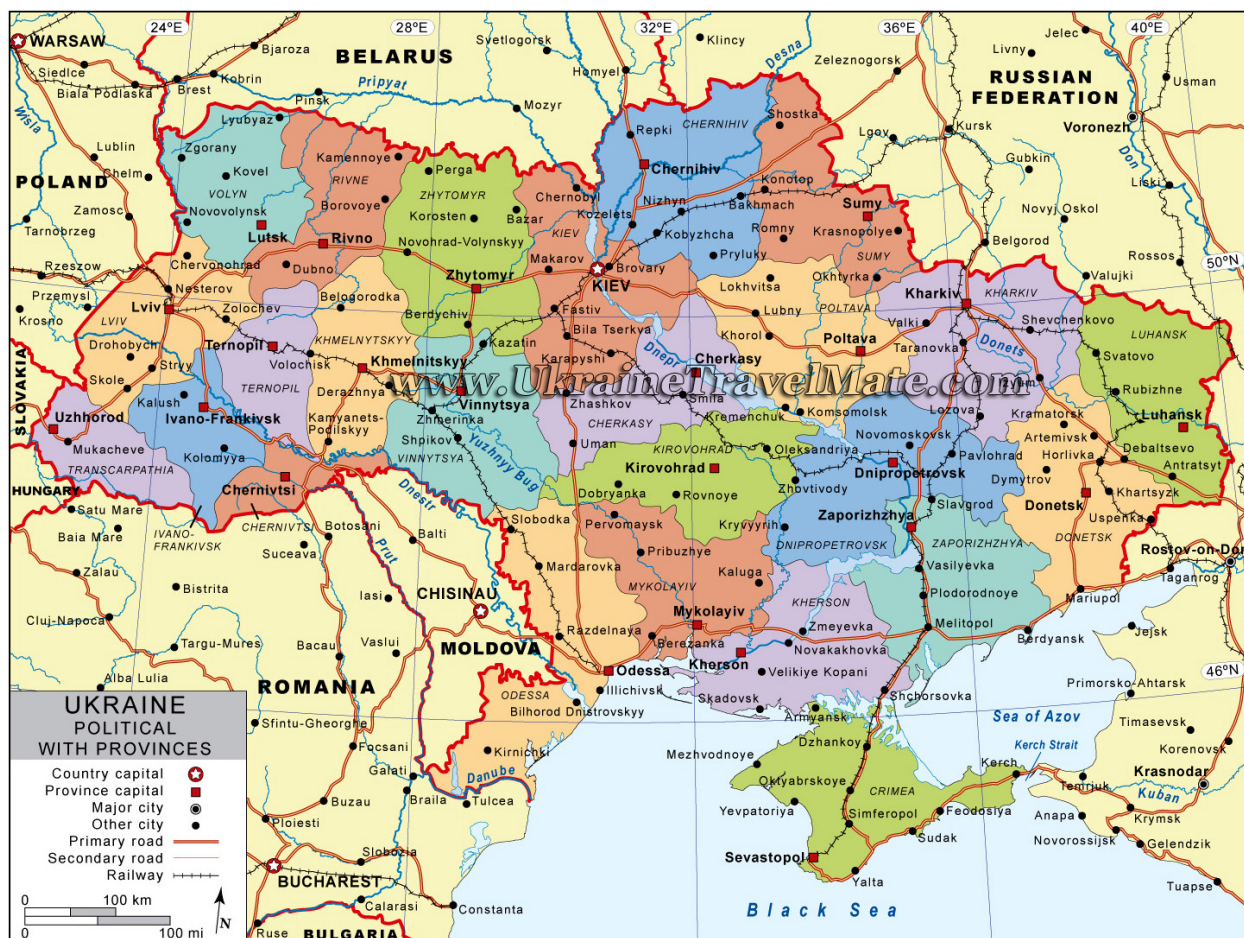 24ºE
28ºE
32ºE
36ºE
40ºE
WARSAW
Siedlce
Biala Podlaska
Brest
Kobrin
Bjaroza
BELARUS
Pripyat
Pinsk
Svetlogorsk
Mozyr
Homyel
Klincy
Desna
Zeleznogorsk
Livny
Jelec
Usman
RUSSIAN
FEDERATION
Voronezh
Don
Wisla
Lublin
Chelm
POLAND
Zamosc
Tarnobrzeg
Rzeszow
Przemysl
Krosno
Lyubyaz
Zgorany
Kovel
VOLYN
Novovolynsk
Lutsk
Kamennoye
RIVNE
Borovoye
Rivno
Dubno
Perga
ZHYTOMYR
Korosten
Bazar
Novohrad-Volynskyy
Zhytomyr
Berdychiv
Chernobyl
KIEV
Makarov
Kozelets
Brovary
KIEV
Fastiv
Bila Tserkva
Karapyshi
Repki
CHERNIHIV
Chernihiv
Nizhyn
Kobyzhcha
Bakhmach
Pryluky
Shostka
Konotop
Sumy
Romny
Krasnopolye
SUMY
Okhtyrka
Lgov
Kursk
Gubkin
Liski
Novyj Oskol
Belgorod
Rossos
50ºN
Valujki
Chervonohrad
Nesterov
Lviv
LVIV
Zolochev
Drohobych
Stryy
Skole
Belogorodka
KHMELNYTSKYY
Khmelnitskyy
Ternopil
Volochisk
TERNOPIL
Derazhnya
Kamyanets-
Podilskyy
Kazatin
Vinnytsya
Zhmerinka
Shpikov
VINNYTSYA
Yuzhnyy Bug
Lokhvitsa
Lubny
POLTAVA
Khorol
Poltava
Kharkiv
KHARKIV
Valki
Taranovka
Shevchenkovo
Donets
Izyum
LUHANSK
Svatovo
Rubizhne
Luhansk
Dnepr
Cherkasy
www.UkraineTravelMate.com
Smila
Zhashkov
CHERKASY
Uman
Kremenchuk
Komsomolsk
Lozova
Kramatorsk
Artemivsk
Debaltsevo
Horlivka
Antratsyt
SLOVAKIA
Uzhhorod
Mukacheve
TRANSCARPATHIA
Kalush
Ivano-Frankivsk
Kolomyya
Chernivtsi
IVANO-
FRANKIVSK
CHERNIVTSI
HUNGARY
KIROVOHRAD
Oleksandriya
Kirovohrad
Dobryanka
Rovnoye
Novomoskovsk
Pavlohrad
Dnipropetrovsk
Zhovtivody
Dymytrov
Donetsk
Khartsyzk
Uspenka
DONETSK
Slavgrod
Zaporizhzhya
ZAPORIZHZHYA
Kryvyyrih
DNIPROPETROVSK
Satu Mare
Baia Mare
Botosani
Suceava
Balti
Dnestr
Prut
Slobodka
Pervomaysk
Pribuzhye
Mardarovka
MYKOLAYIV
Kaluga
Mykolayiv
Vasilyevka
Plodorodnoye
Melitopol
Berdyansk
Mariupol
Taganrog
Rostov-on-Don
Jejsk
Zalau
Bistrita
Cluj-Napoca
Targu-Mures
Iasi
Vaslui
Bacau
CHISINAU
MOLDOVA
Razdelnaya
Berezanka
Kherson
KHERSON
Zmeyevka
Novakakhovka
Velikiye Kopani
Skadovsk
Shchorsovka
Alba Lulia
ROMANIA
Sfintu-Gheorghe
Focsani
Galati
Braila
Tulcea
Danube
Kirnichki
ODESSA
Odessa
Illichivsk
Bilhorod Dnistrovskyy
46ºN
Primorsko-Ahtarsk
Sea of Azov
Timasevsk
Korenovsk
Kerch Strait
Krasnodar
Temrjuk
Kuban
Anapa
Krymsk
Novorossijsk
Gelendzik
Tuapse
Armyansk
Mezhvodnoye
Dzhankoy
Oktyabrskoye
CRIMEA
Kerch
Yevpatoriya
Simferopol
Feodosiya
Sudak
Sevastopol
Yalta
Black Sea
Buzau
Ploiesti
Slobozia
BUCHAREST
Calarasi
Constanta
Ruse
BULGARIA
UKRAINE
POLITICAL
WITH PROVINCES
Country capital
Province capital
Major city
Other city
Primary road
Secondary road
Railway
0 100 km
0 100 mi
N